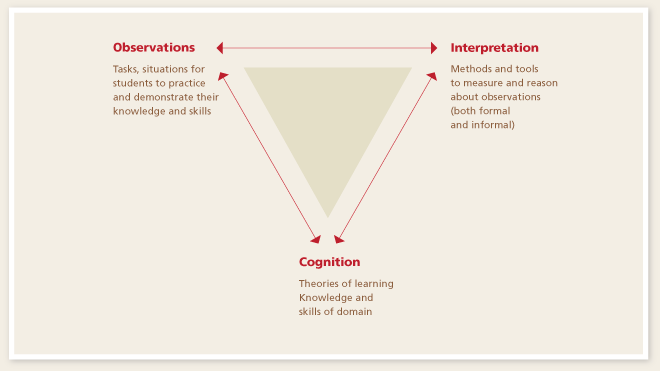 Observations
Tasks, situations for
students to practice
and demonstrate their
knowledge and skills
Interpretation
Methods and tools
to measure and reason
about observations
(both formal
and informal)
Cognition
Theories of learning
Knowledge and
skills of domain